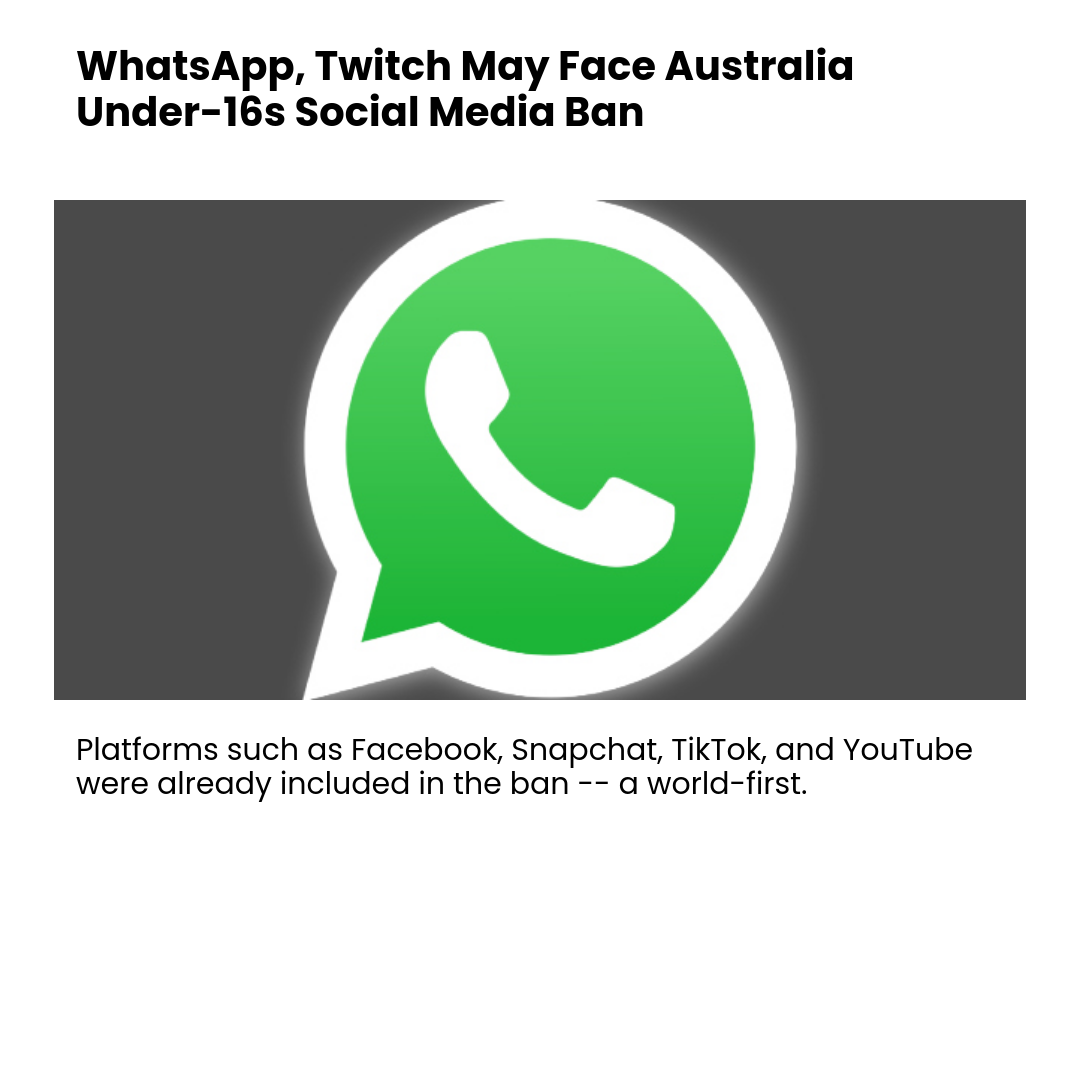 WhatsApp, Twitch May Face Australia
Under-16s Social Media Ban
Platforms such as Facebook, Snapchat, TikTok, and YouTube
were already included in the ban -- a world-first.